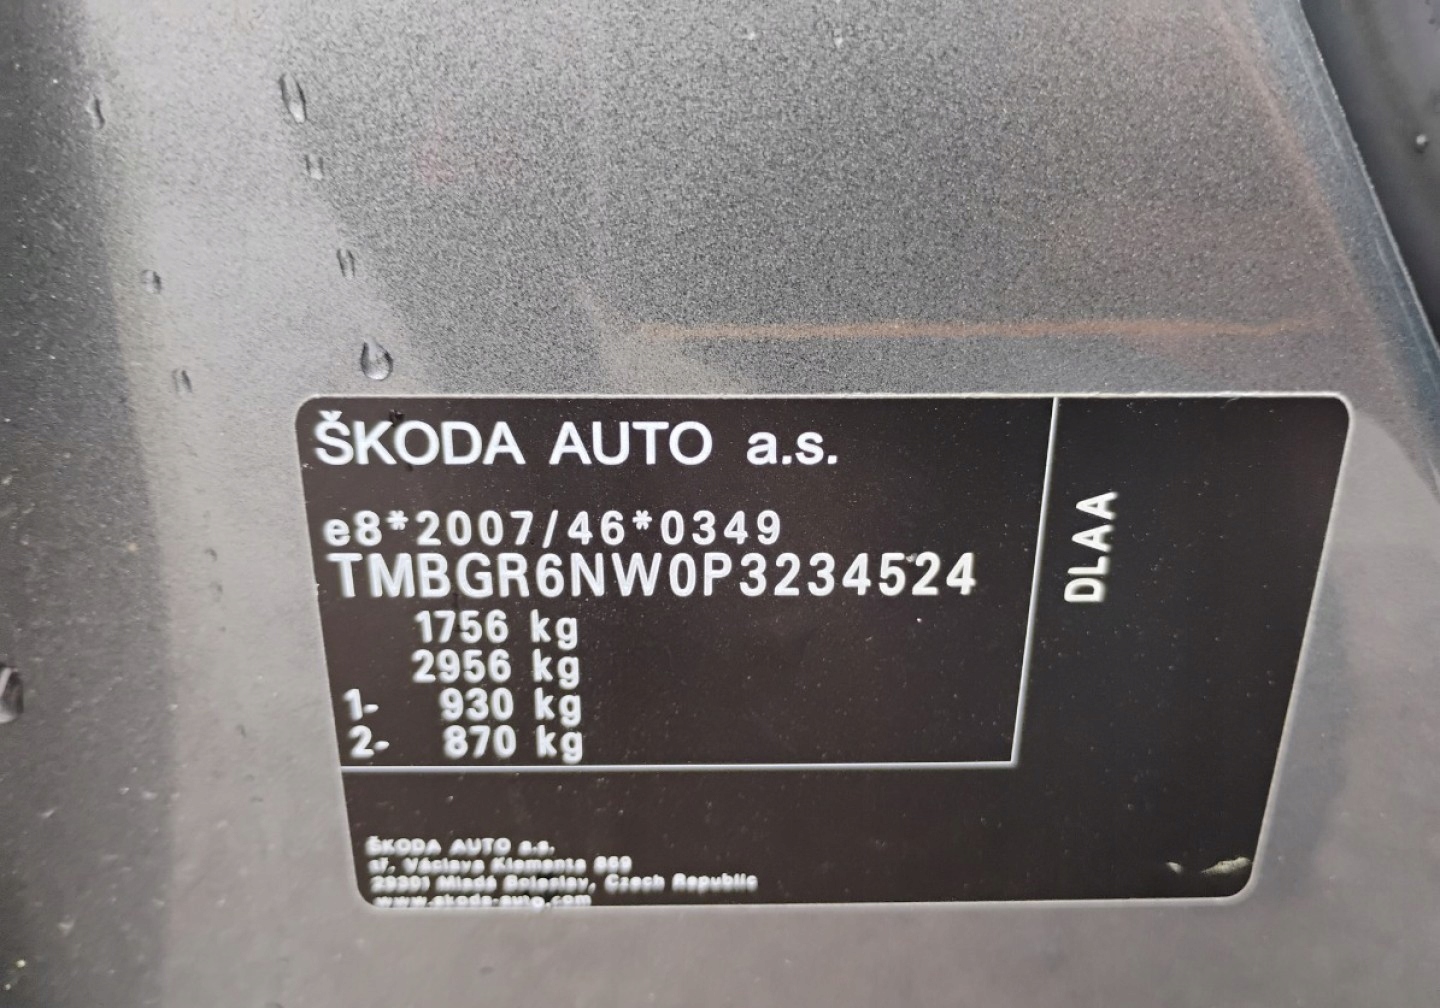 ŠKODA AUTO a.s.
e8*2007/46*0349
TMBGR6NW0P3234524
1756 kg
2956 kg
1- 930 kg
2- 870 kg
DLAA
ŠKODA AUTO a.s.
tř. Václava Klementa 869
29301 Mladá Boleslav, Czech Republic
www.skoda-auto.com